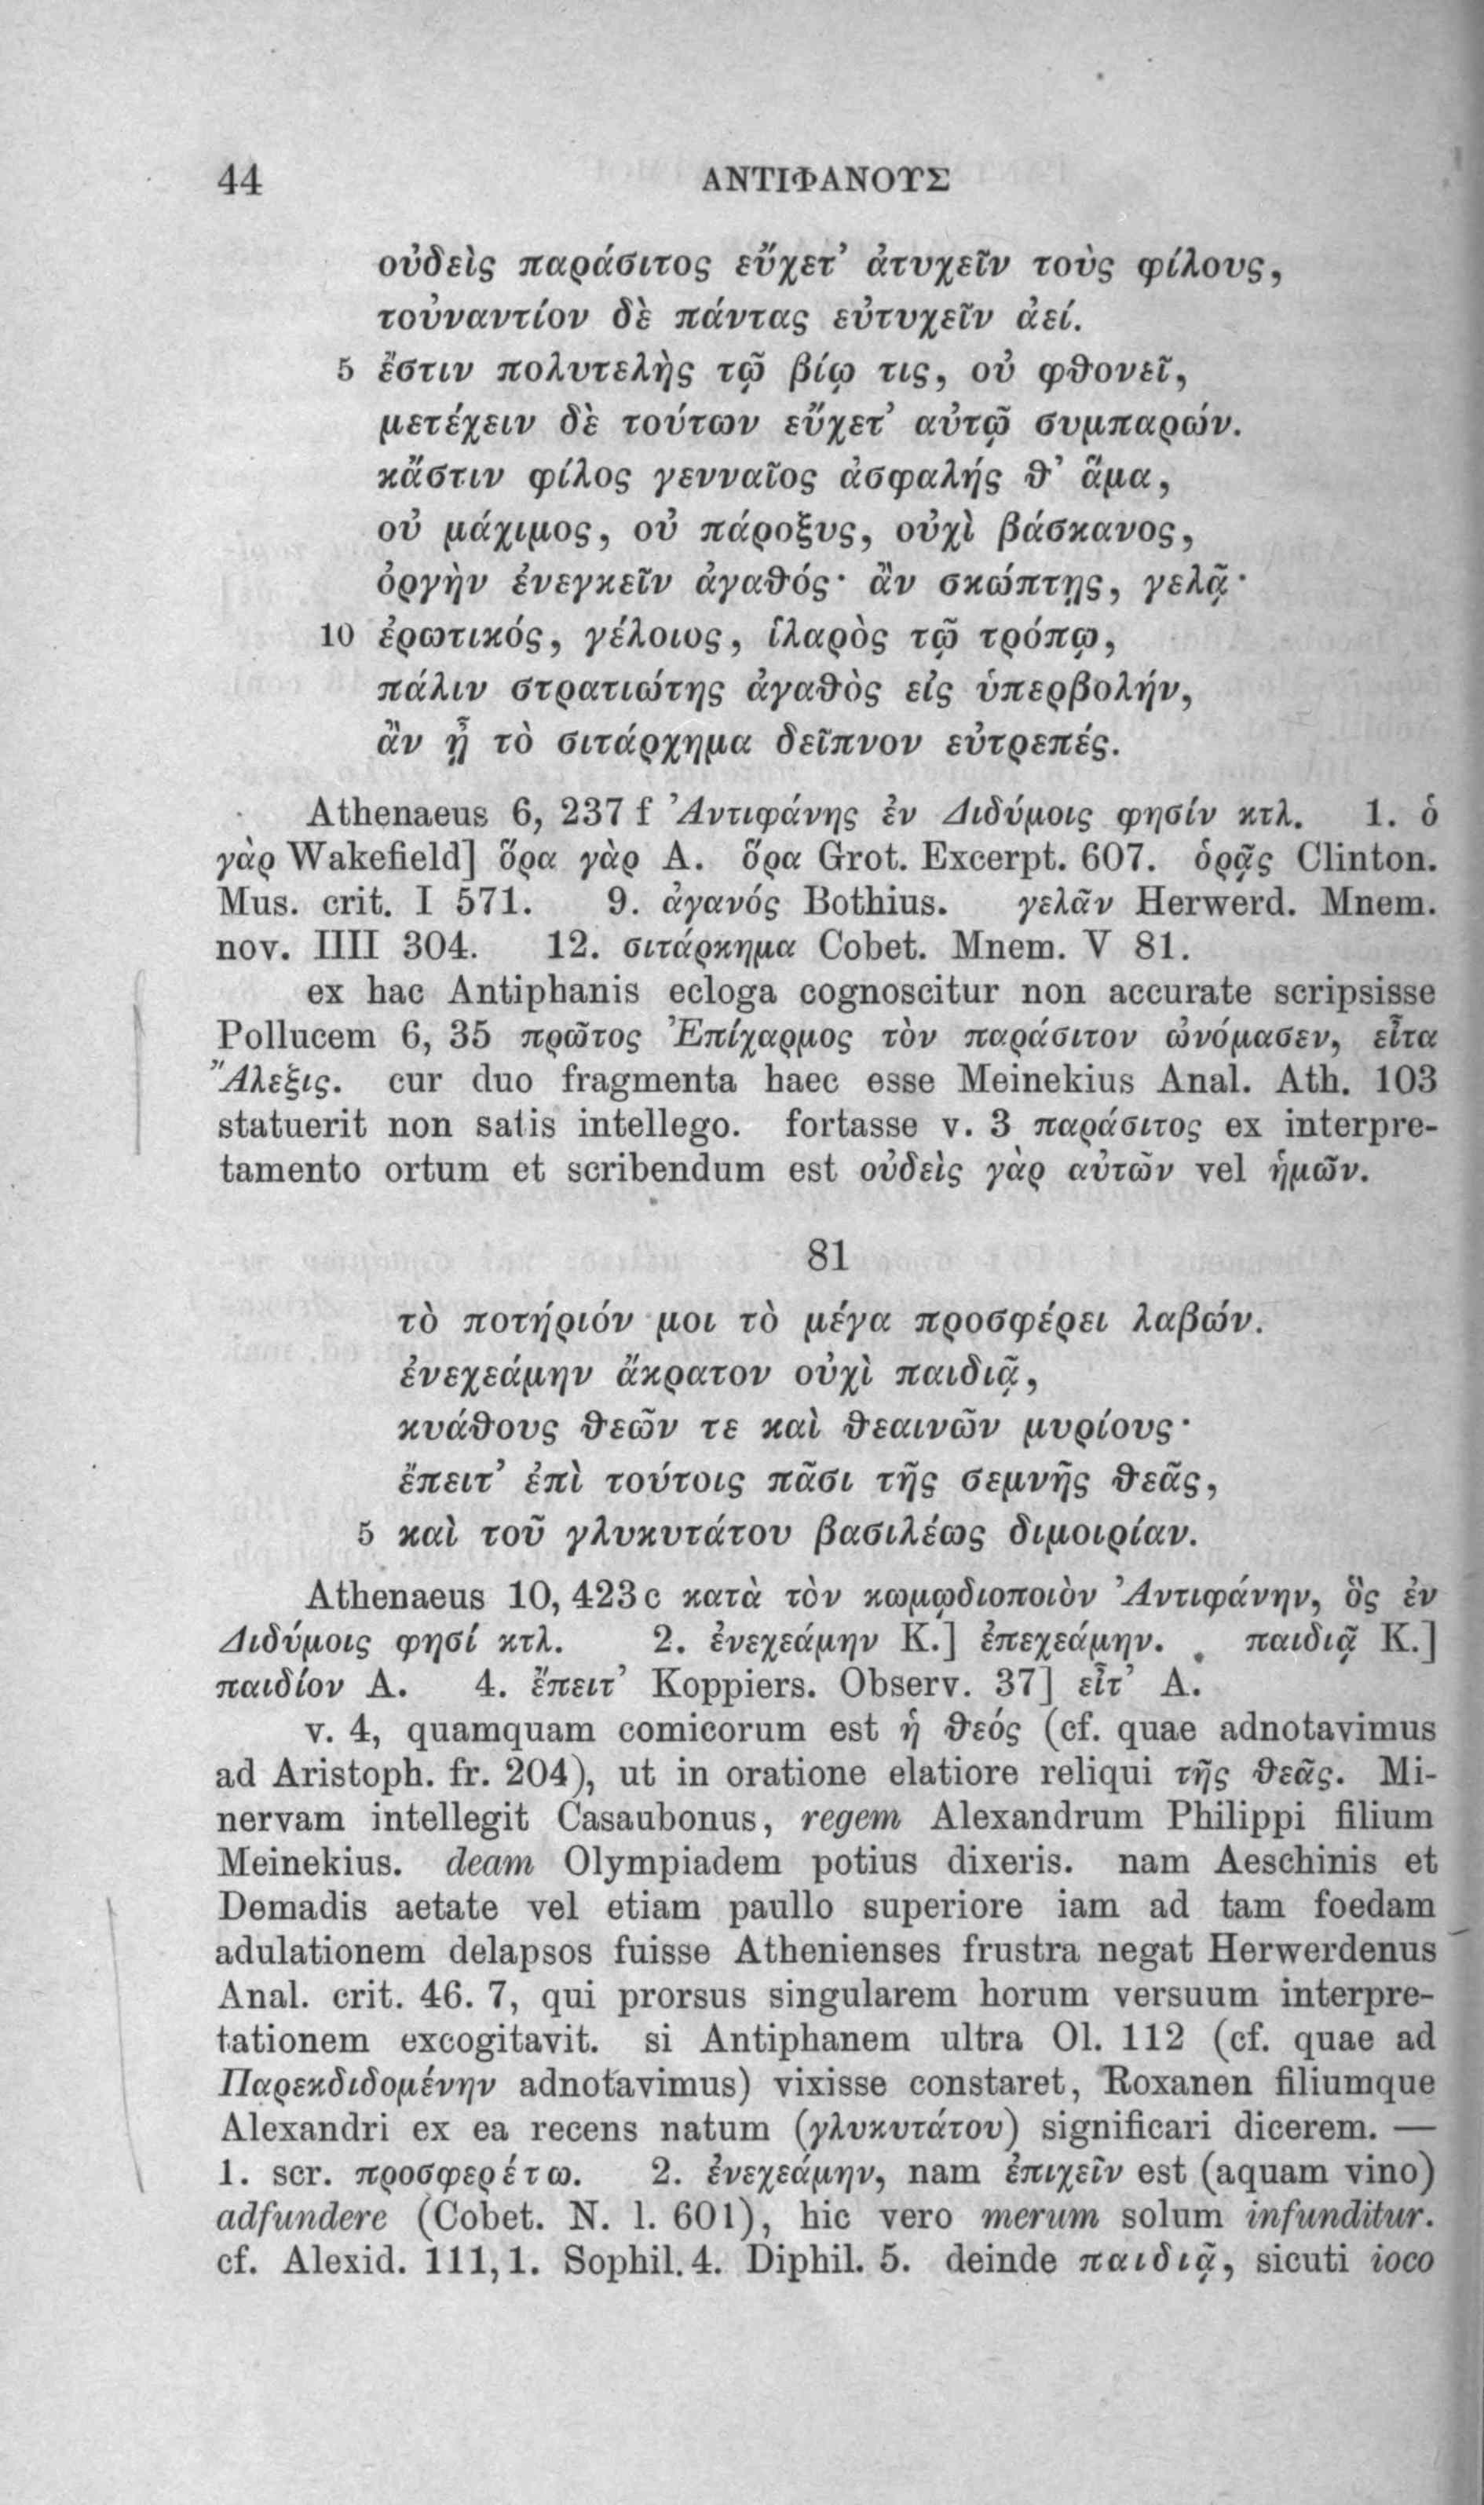 44 ΑΝΤΙΦΑΝΟΥΣ
οὐδεὶς παράσιτος εὔχετ’ ἀτυχεῖν τοὺς φίλους,
τοὐναντίον δὲ πάντας εὐτυχεῖν ἀεί.
5 ἔστιν πολυτελὴς τῷ βίῳ τις, οὐ φθονεῖ,
μετέχειν δὲ τούτων εὔχετ’ αὐτῷ συμπαρών.
κἄστιν φίλος γενναῖος ἀσφαλής θ’ ἅμα,
οὐ μάχιμος, οὐ πάροξυς, οὐχὶ βάσκανος,
ὀργὴν ἐνεγκεῖν ἀγαθός· ἂν σκώπτῃς, γελᾷ·
10 ἐρωτικός, γέλοιος, ἱλαρὸς τῷ τρόπῳ,
πάλιν στρατιώτης ἀγαθὸς εἰς ὑπερβολήν,
ἂν ᾖ τὸ σιτάρχημα δεῖπνον εὐτρεπές.
Athenaeus 6, 237 f Ἀντιφάνης ἐν Διδύμοις φησίν κτλ. 1. ὁ
γὰρ Wakefield] ὅρα γὰρ A. ὅρα Grot. Excerpt. 607. ὁρᾷς Clinton.
Mus. crit. I 571. 9. ἀγανός Bothius. γελᾶν Herwerd. Mnem.
nov. IIII 304. 12. σιτάρκημα Cobet. Mnem. V 81.
ex hac Antiphanis ecloga cognoscitur non accurate scripsisse
Pollucem 6, 35 πρῶτος Ἐπίχαρμος τὸν παράσιτον ὠνόμασεν, εἶτα
Ἄλεξις. cur duo fragmenta haec esse Meinekius Anal. Ath. 103
statuerit non satis intellego. fortasse v. 3 παράσιτος ex interpre-
tamento ortum et scribendum est οὐδεὶς γὰρ αὐτῶν vel ἡμῶν.
81
τὸ ποτήριόν μοι τὸ μέγα προσφέρει λαβών.
ἐνεχεάμην ἄκρατον οὐχὶ παιδιᾷ,
κυάθους θεῶν τε καὶ θεαινῶν μυρίους·
ἔπειτ’ ἐπὶ τούτοις πᾶσι τῆς σεμνῆς θεᾶς,
5 καὶ τοῦ γλυκυτάτου βασιλέως διμοιρίαν.
Athenaeus 10, 423 c κατὰ τὸν κωμῳδιοποιὸν Ἀντιφάνην, ὃς ἐν
Διδύμοις φησί κτλ. 2. ἐνεχεάμην K.] ἐπεχεάμην. παιδιᾷ K.]
παιδίον A. 4. ἔπειτ’ Koppiers. Observ. 37] εἶτ’ A.
v. 4, quamquam comicorum est ἡ θεός (cf. quae adnotavimus
ad Aristoph. fr. 204), ut in oratione elatiore reliqui τῆς θεᾶς. Mi-
nervam intellegit Casaubonus, regem Alexandrum Philippi filium
Meinekius. deam Olympiadem potius dixeris. nam Aeschinis et
Demadis aetate vel etiam paullo superiore iam ad tam foedam
adulationem delapsos fuisse Athenienses frustra negat Herwerdenus
Anal. crit. 46. 7, qui prorsus singularem horum versuum interpre-
tationem excogitavit. si Antiphanem ultra Ol. 112 (cf. quae ad
Παρεκδιδομένην adnotavimus) vixisse constaret, Roxanen filiumque
Alexandri ex ea recens natum (γλυκυτάτου) significari dicerem. —
1. scr. προσφερέτω. 2. ἐνεχεάμην, nam ἐπιχεῖν est (aquam vino)
adfundere (Cobet. N. l. 601), hic vero merum solum infunditur.
cf. Alexid. 111, 1. Sophil. 4. Diphil. 5. deinde παιδιᾷ, sicuti ioco